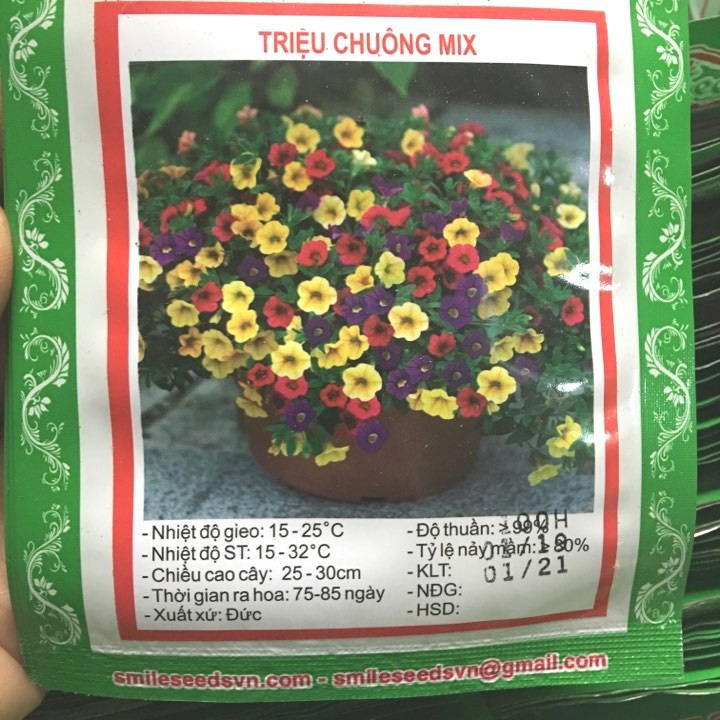 TRIỆU CHUÔNG MIX
- Nhiệt độ gieo: 15 - 25°C
- Nhiệt độ ST: 15 - 32°C
- Chiều cao cây: 25 - 30cm
- Thời gian ra hoa: 75-85 ngày
- Xuất xứ: Đức
- Độ thuần: ≥ 99%
- Tỷ lệ nảy mầm: ≥ 80%
- KLT:
- NĐG:
- HSD:
01/21
smileseedsvn.com - smileseedsvn@gmail.com